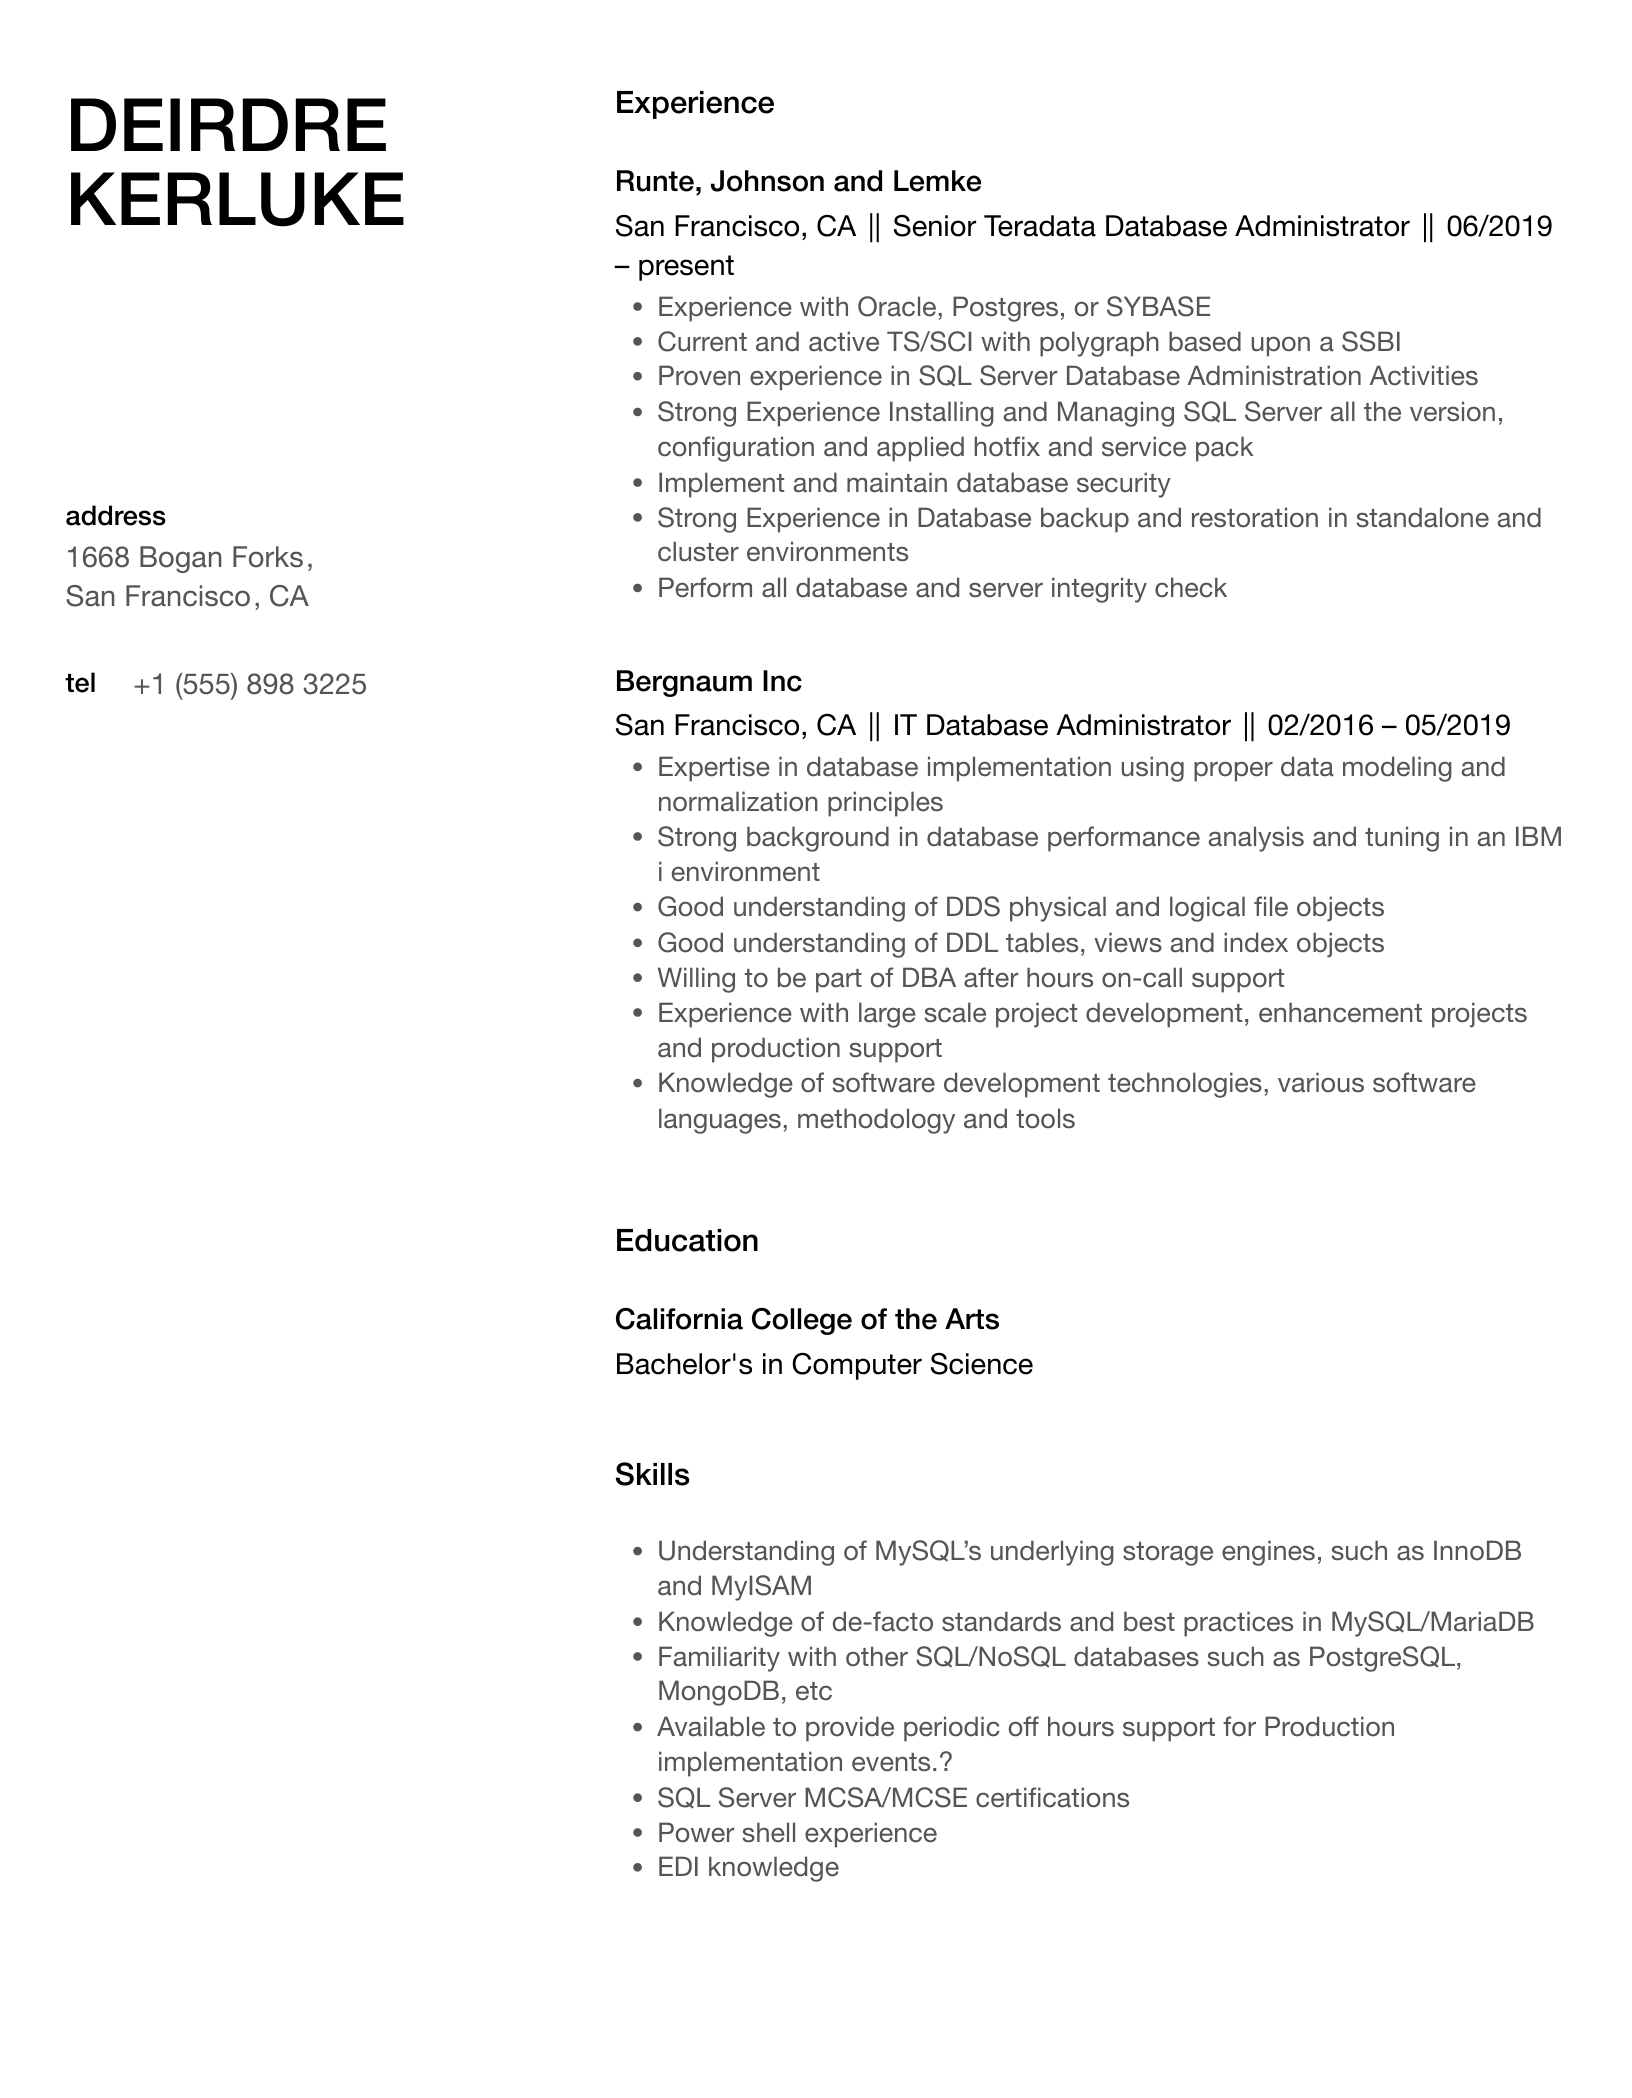 DEIRDRE
KERLUKE
address
1668 Bogan Forks,
San Francisco, CA
tel +1 (555) 898 3225
Experience
Runte, Johnson and Lemke
San Francisco, CA || Senior Teradata Database Administrator || 06/2019
– present
• Experience with Oracle, Postgres, or SYBASE
• Current and active TS/SCI with polygraph based upon a SSBI
• Proven experience in SQL Server Database Administration Activities
• Strong Experience Installing and Managing SQL Server all the version,
configuration and applied hotfix and service pack
• Implement and maintain database security
• Strong Experience in Database backup and restoration in standalone and
cluster environments
• Perform all database and server integrity check
Bergnaum Inc
San Francisco, CA || IT Database Administrator || 02/2016 – 05/2019
• Expertise in database implementation using proper data modeling and
normalization principles
• Strong background in database performance analysis and tuning in an IBM
i environment
• Good understanding of DDS physical and logical file objects
• Good understanding of DDL tables, views and index objects
• Willing to be part of DBA after hours on-call support
• Experience with large scale project development, enhancement projects
and production support
• Knowledge of software development technologies, various software
languages, methodology and tools
Education
California College of the Arts
Bachelor's in Computer Science
Skills
• Understanding of MySQL’s underlying storage engines, such as InnoDB
and MyISAM
• Knowledge of de-facto standards and best practices in MySQL/MariaDB
• Familiarity with other SQL/NoSQL databases such as PostgreSQL,
MongoDB, etc
• Available to provide periodic off hours support for Production
implementation events.?
• SQL Server MCSA/MCSE certifications
• Power shell experience
• EDI knowledge